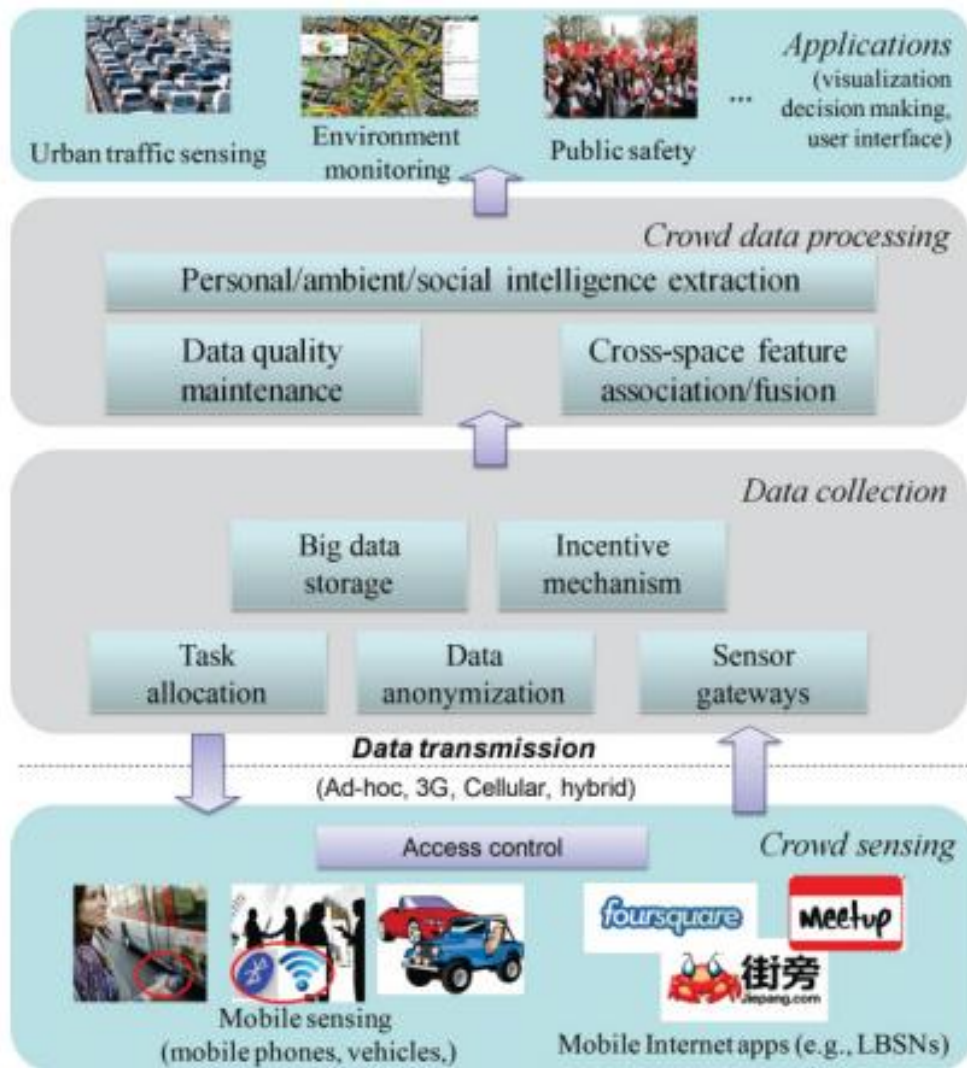 Applications
(visualization
decision making,
user interface)
...
Urban traffic sensing
Environment
monitoring
Public safety
Crowd data processing
Personal/ambient/social intelligence extraction
Data quality
maintenance
Cross-space feature
association/fusion
Data collection
Big data
storage
Incentive
mechanism
Task
allocation
Data
anonymization
Sensor
gateways
Data transmission
(Ad-hoc, 3G, Cellular, hybrid)
Access control
Crowd sensing
foursquare
Meetup
街旁
Jiepang.com
Mobile sensing
(mobile phones, vehicles,)
Mobile Internet apps (e.g., LBSNs)